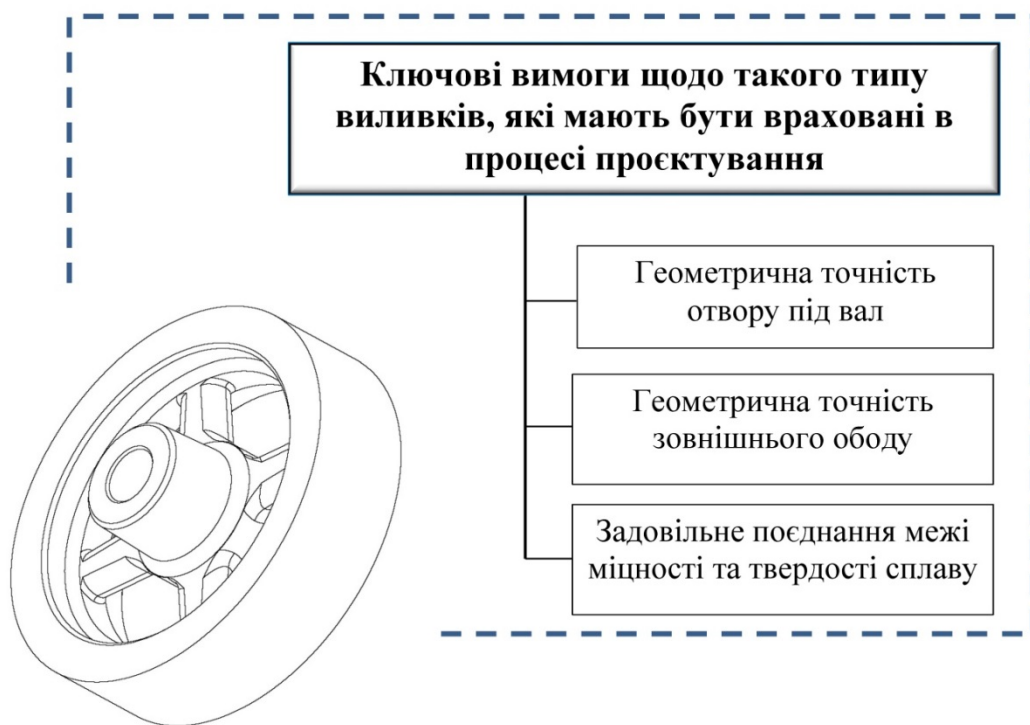 Ключові вимоги щодо такого типу
виливків, які мають бути враховані в
процесі проєктування
Геометрична точність
отвору під вал
Геометрична точність
зовнішнього ободу
Задовільне поєднання межі
міцності та твердості сплаву